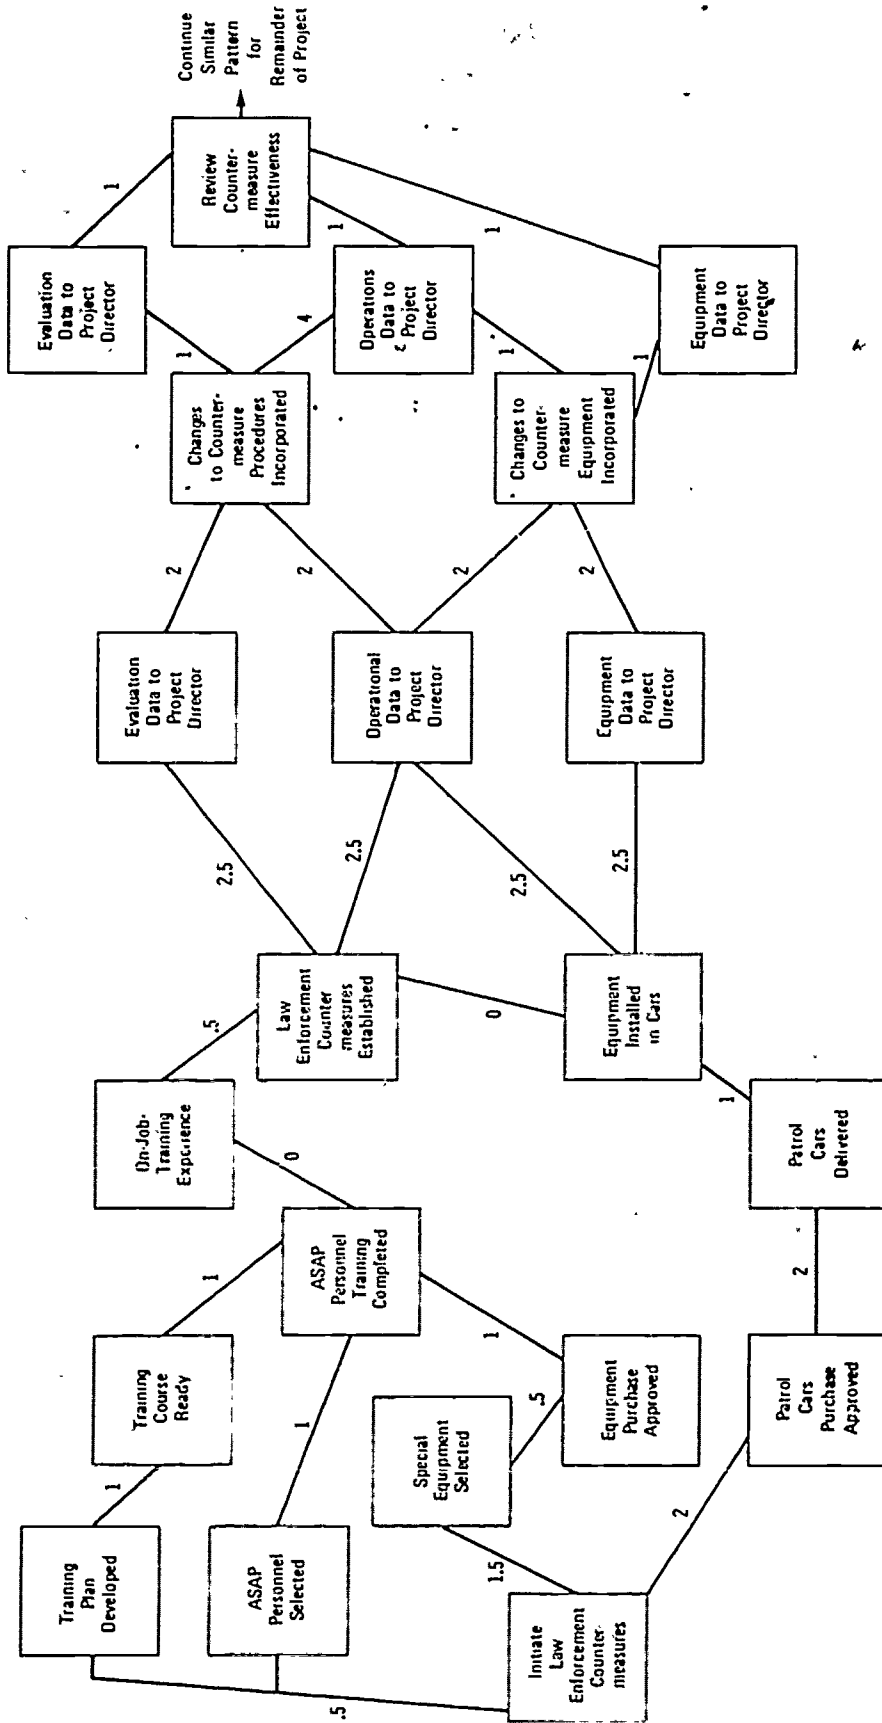 Training
Plan
Developed
ASAP
Personnel
Selected
.5
Initiate
Law
Enforcement
Counter-
measures
1
Training
Course
Ready
1
1.5
Special
Equipment
Selected
.5
Equipment
Purchase
Approved
2
Patrol
Cars
Purchase
Approved
1
ASAP
Personnel
Training
Completed
1
2
Patrol
Cars
Delivered
0
On-Job-
Training
Experience
.5
Law
Enforcement
Counter
measures
Established
0
Equipment
Installed
in Cars
1
2.5
2.5
2.5
2.5
Evaluation
Data to
Project
Director
Operational
Data to
Project
Director
Equipment
Data to
Project
Director
2
2
2
2
Changes
to Counter-
measure
Procedures
Incorporated
Changes to
Counter-
measure
Equipment
Incorporated
1
4
1
1
Evaluation
Data to
Project
Director
Operations
Data to
Project
Director
Equipment
Data to
Project
Director
1
1
1
Review
Counter-
measure
Effectiveness
Continue
Similar
Pattern
for
Remainder
of Project